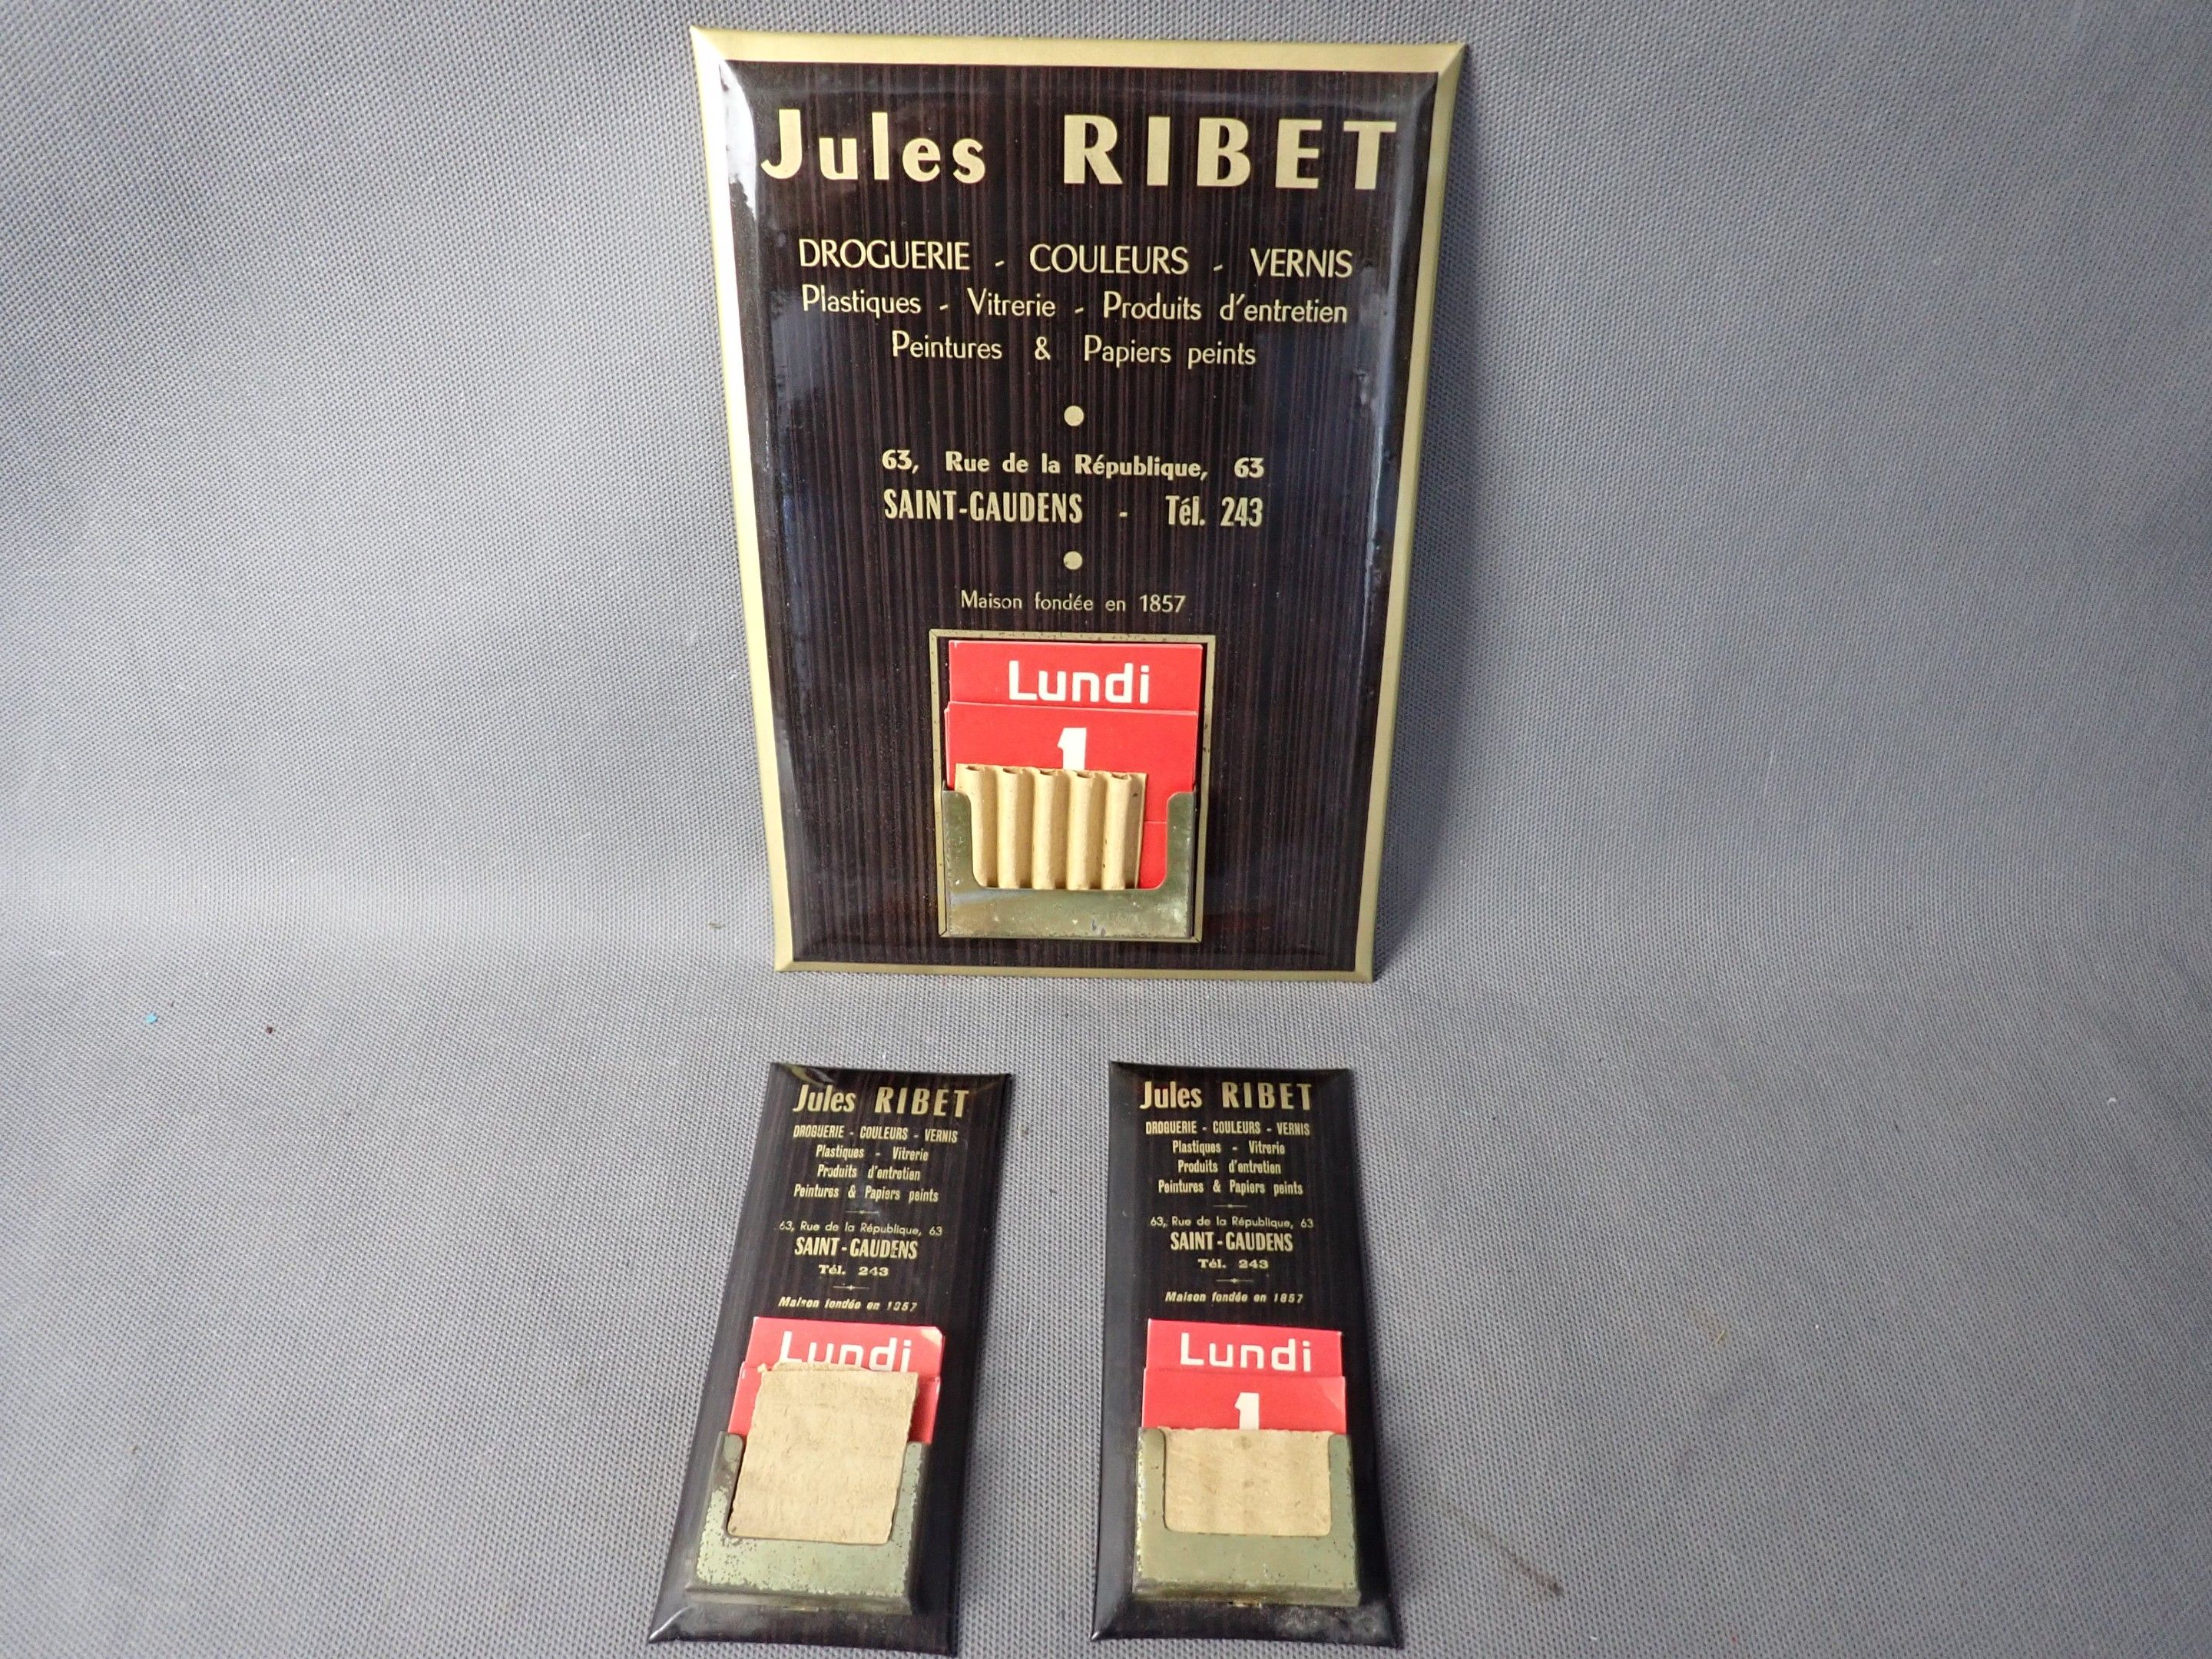 Jules RIBET
DROGUERIE - COULEURS - VERNIS
Plastiques - Vitrerie - Produits d'entretien
Peintures & Papiers peints
63, Rue de la République, 63
SAINT-GAUDENS - Tél. 243
Maison fondée en 1857
Lundi
1
Jules RIBET
DROGUERIE - COULEURS - VERNIS
Plastiques - Vitrerie
Produits d'entretien
Peintures & Papiers peints
63, Rue de la République, 63
SAINT-GAUDENS
Tél. 243
Maison fondée en 1857
Lundi
Jules RIBET
DROGUERIE - COULEURS - VERNIS
Plastiques - Vitrerie
Produits d'entretien
Peintures & Papiers peints
63, Rue de la République, 63
SAINT-GAUDENS
Tél. 243
Maison fondée en 1857
Lundi
1